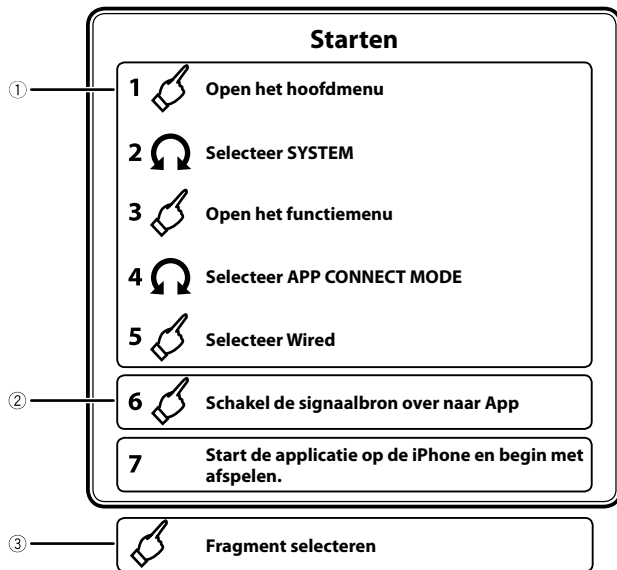 Starten
① 1 Open het hoofdmenu
2 Selecteer SYSTEM
3 Open het functiemenu
4 Selecteer APP CONNECT MODE
5 Selecteer Wired
② 6 Schakel de signaalbron over naar App
7 Start de applicatie op de iPhone en begin met
afspelen.
③ Fragment selecteren